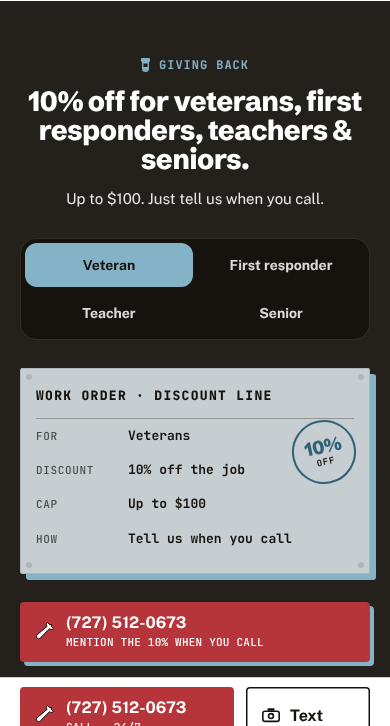 GIVING BACK
10% off for veterans, first
responders, teachers &
seniors.
Up to $100. Just tell us when you call.
Veteran
First responder
Teacher
Senior
WORK ORDER · DISCOUNT LINE
FOR
Veterans
DISCOUNT
10% off the job
10%
OFF
CAP
Up to $100
HOW
Tell us when you call
(727) 512-0673
MENTION THE 10% WHEN YOU CALL
(727) 512-0673
Text